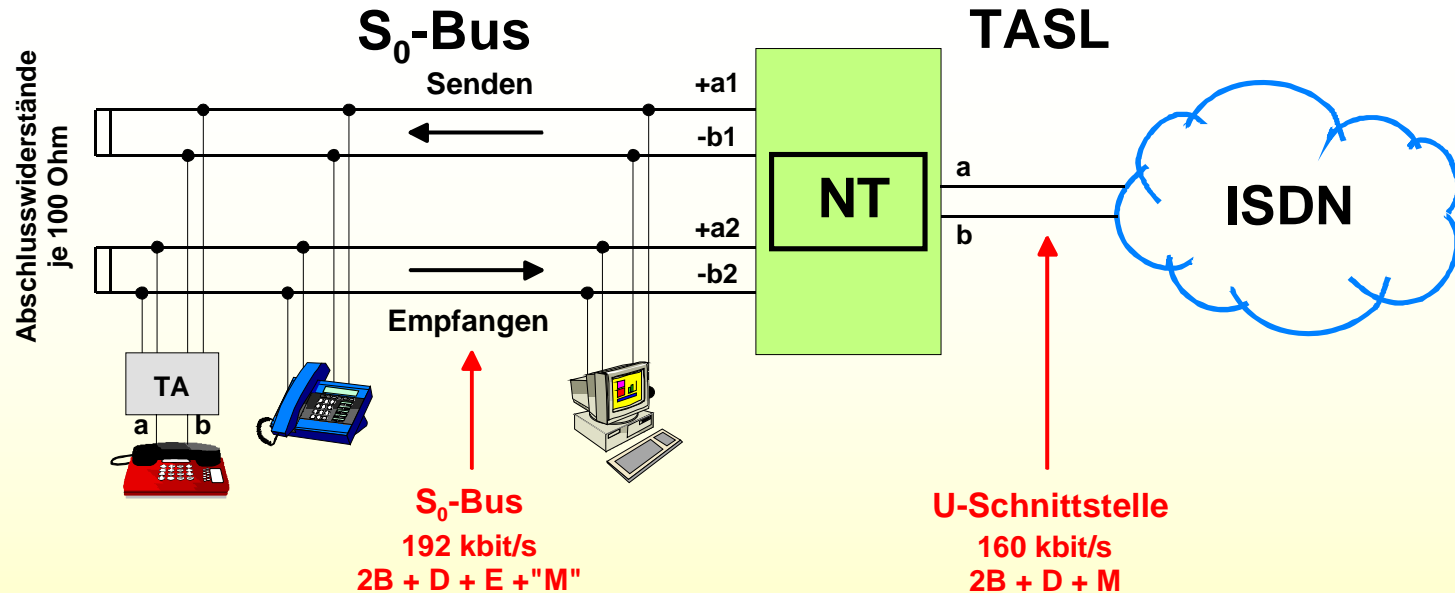 S₀-Bus
TASL
Abschlusswiderstände
je 100 Ohm
Senden
+a1
-b1
+a2
-b2
Empfangen
NT
a
b
ISDN
TA
a b
S₀-Bus
192 kbit/s
2B + D + E +"M"
U-Schnittstelle
160 kbit/s
2B + D + M